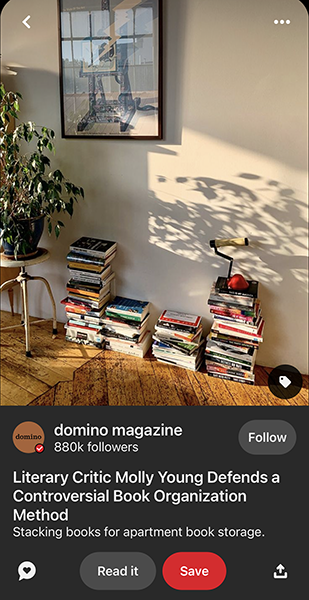 domino
domino magazine
880k followers
Follow
Literary Critic Molly Young Defends a
Controversial Book Organization
Method
Stacking books for apartment book storage.
Read it
Save